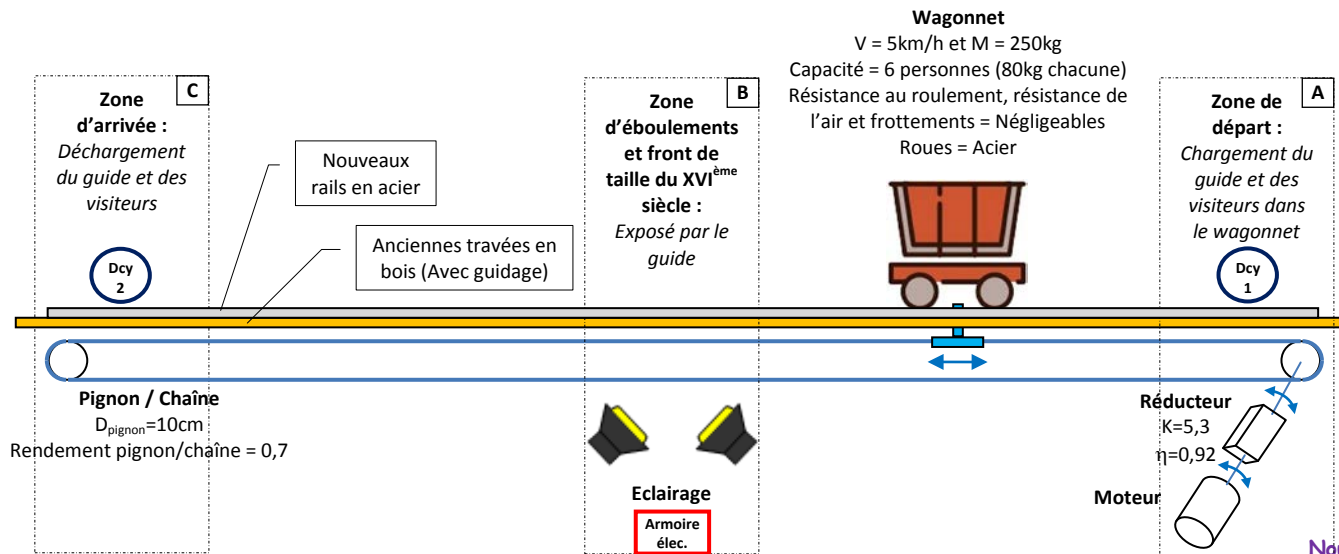 Wagonnet
V = 5km/h et M = 250kg
Capacité = 6 personnes (80kg chacune)
Résistance au roulement, résistance de
l'air et frottements = Négligeables
Roues = Acier
C
Zone
d'arrivée :
Déchargement
du guide et des
visiteurs
Dcy
2
Nouveaux
rails en acier
Anciennes travées en
bois (Avec guidage)
B
Zone
d'éboulements
et front de
taille du XVIème
siècle :
Exposé par le
guide
A
Zone de
départ :
Chargement du
guide et des
visiteurs dans
le wagonnet
Dcy
1
Pignon / Chaîne
Dpignon=10cm
Rendement pignon/chaîne = 0,7
Eclairage
Armoire
élec.
Réducteur
K=5,3
η=0,92
Moteur